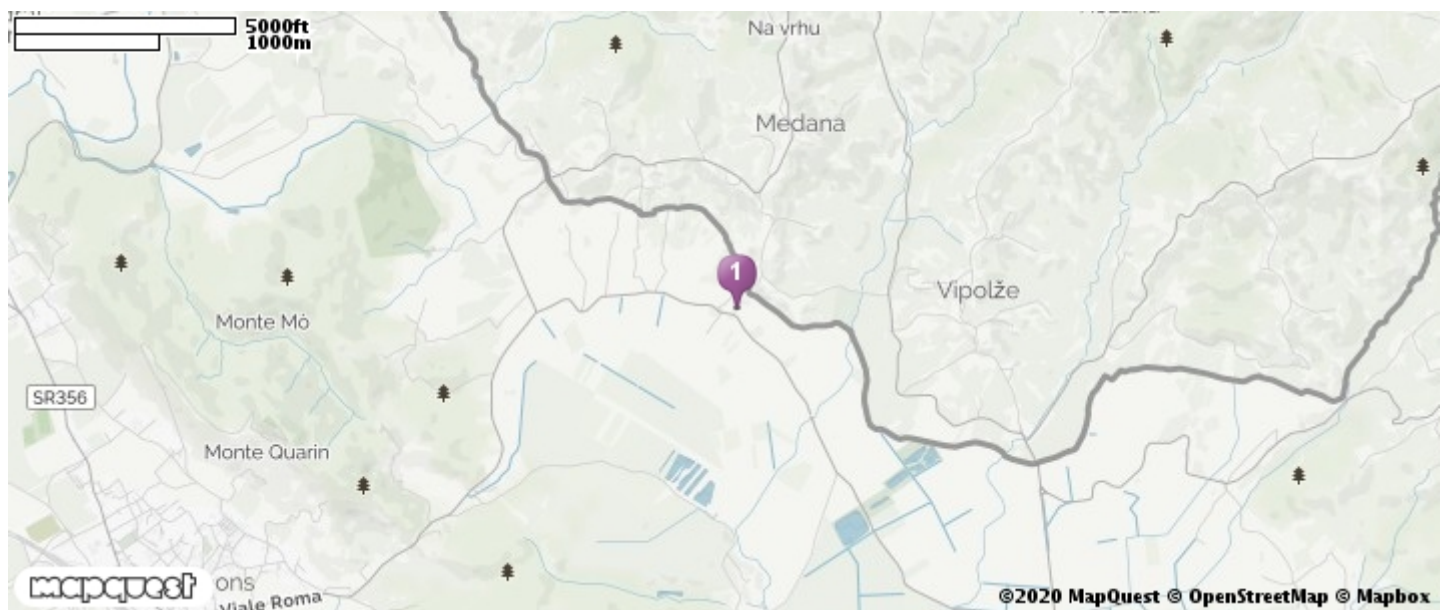 5000ft
1000m
Na vrhu
Medana
1
Vipolže
Monte Mò
SR356
Monte Quarin
mapquest
ons
Viale Roma
©2020 MapQuest © OpenStreetMap © Mapbox